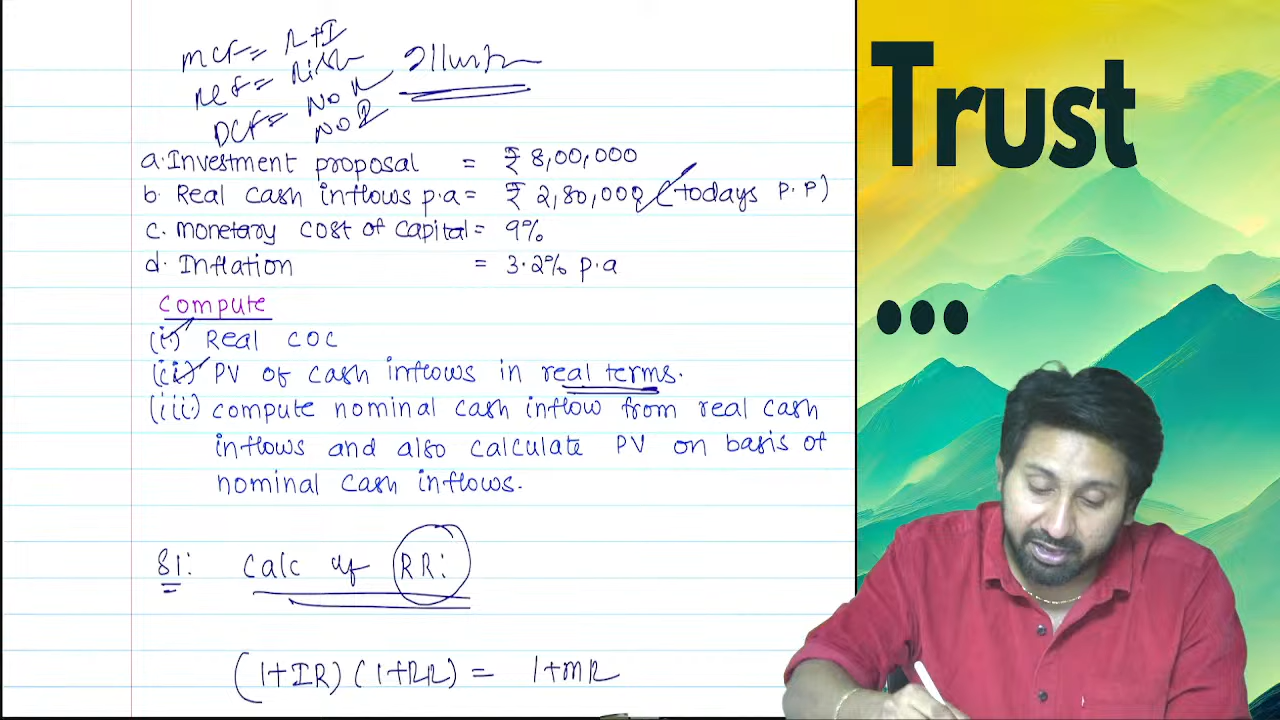 MCF = R+I
RCF = Risk
DCF = NO R
NO I
Illustr
a. Investment proposal = ₹ 8,00,000
b. Real cash inflows p.a = ₹ 2,80,000 (todays p.p)
c. monetary cost of capital = 9%
d. Inflation = 3.2% p.a
compute
(i) Real COC
(ii) PV of cash inflows in real terms.
(iii) compute nominal cash inflow from real cash
inflows and also calculate PV on basis of
nominal cash inflows.
S1: Calc of RR:
(1+IR) (1+RR) = 1+MR
Trust
...